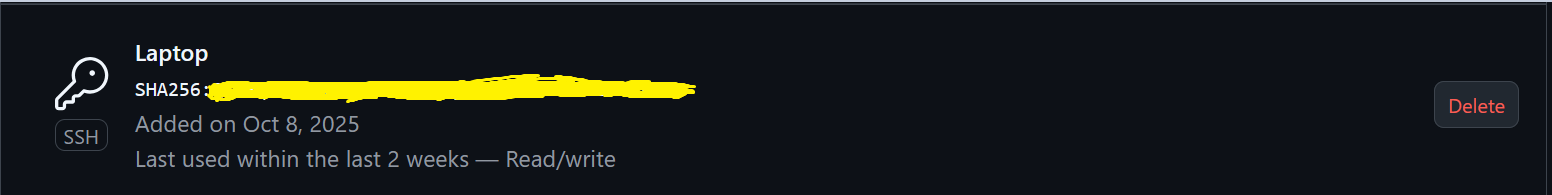 Laptop
SHA256:
SSH
Added on Oct 8, 2025
Last used within the last 2 weeks — Read/write
Delete